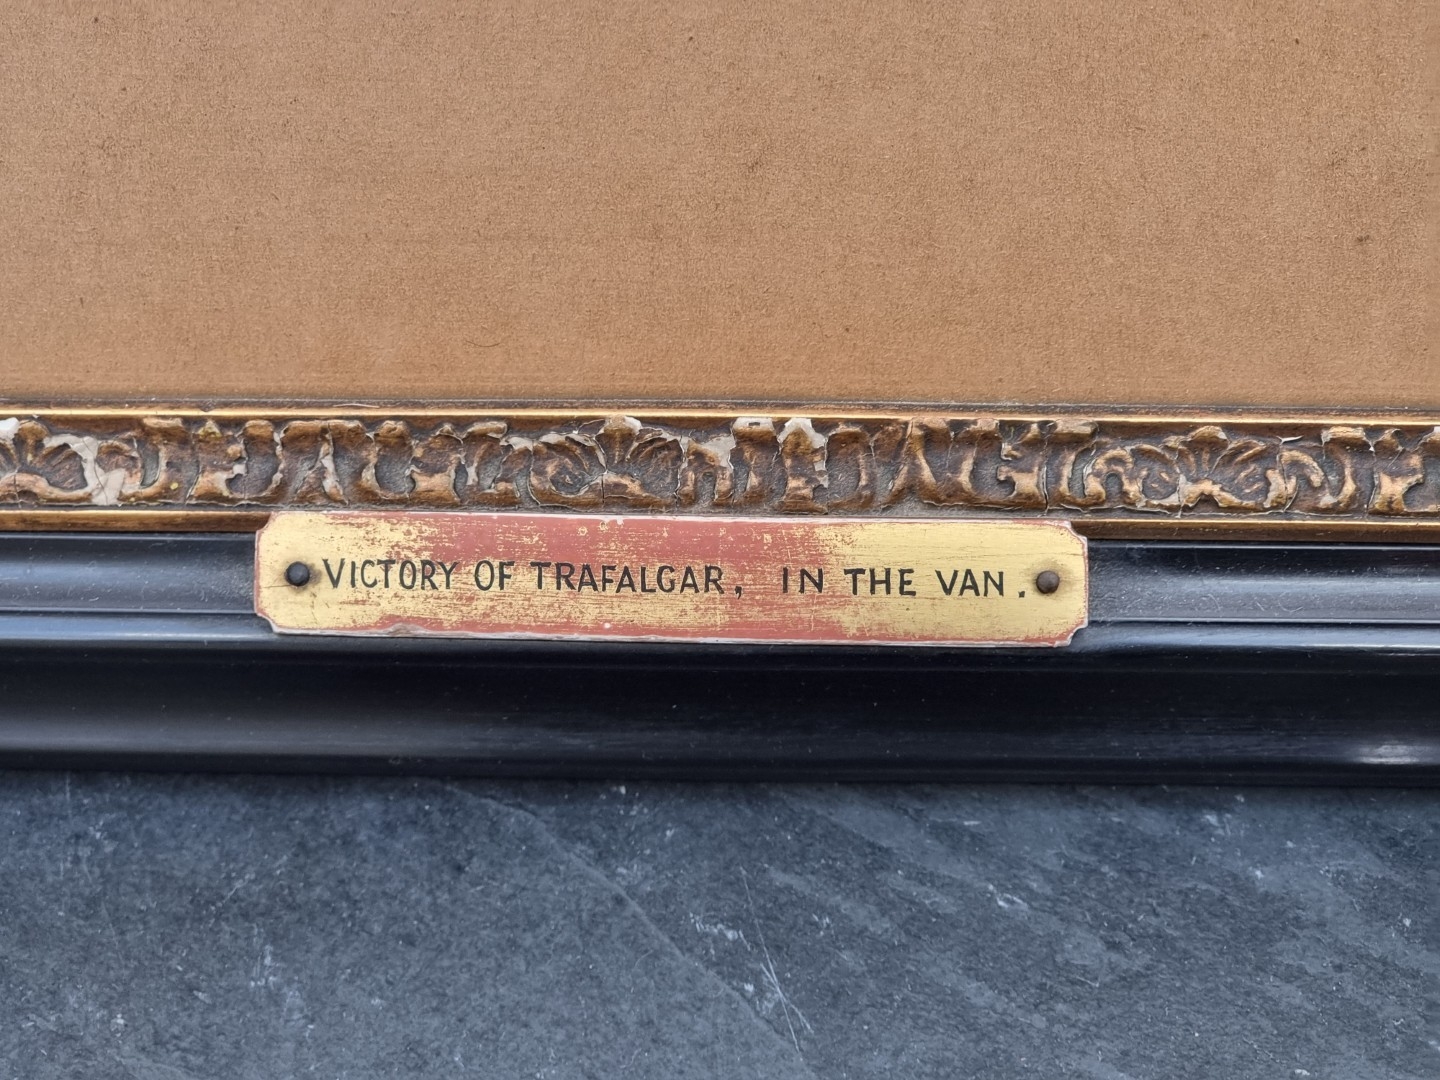 VICTORY OF TRAFALGAR, IN THE VAN.